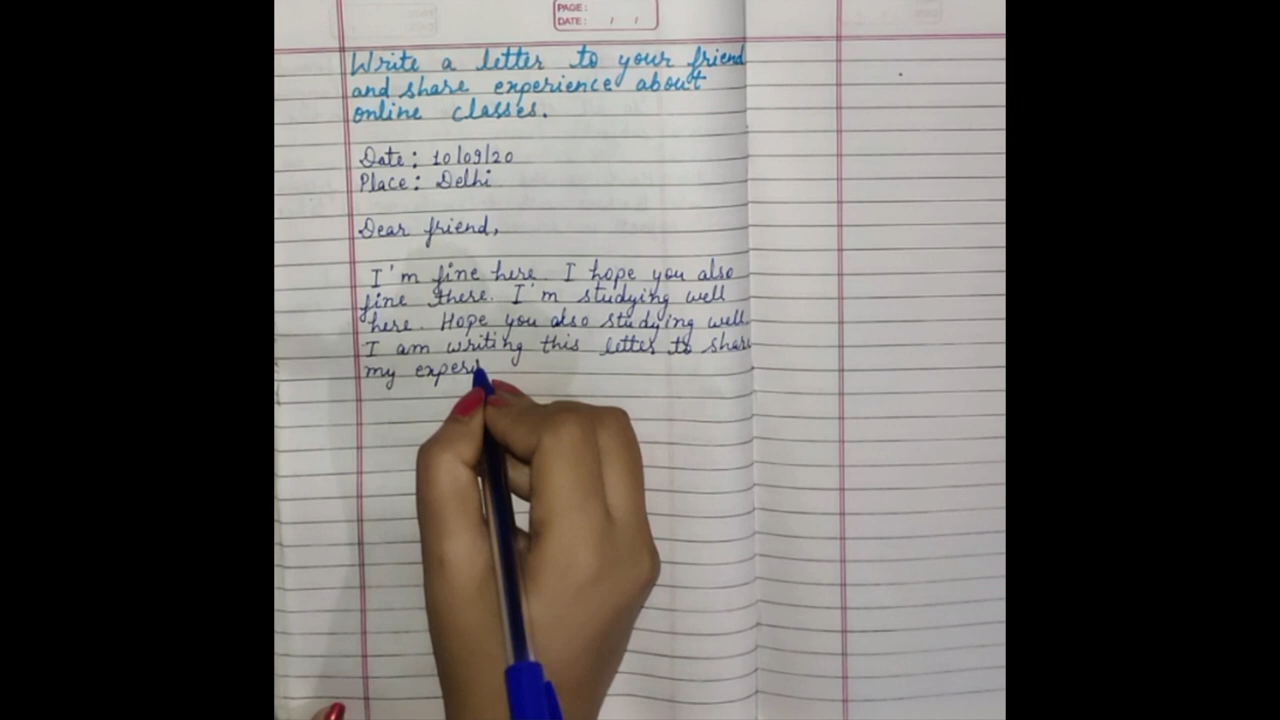 PAGE:
DATE: / /
Write a letter to your friend
and share experience about
online classes.
Date: 10/09/20
Place: Delhi
Dear friend,
I'm fine here. I hope you also
fine there. I'm studying well
here. Hope you also studying well.
I am writing this letter to share
my experi